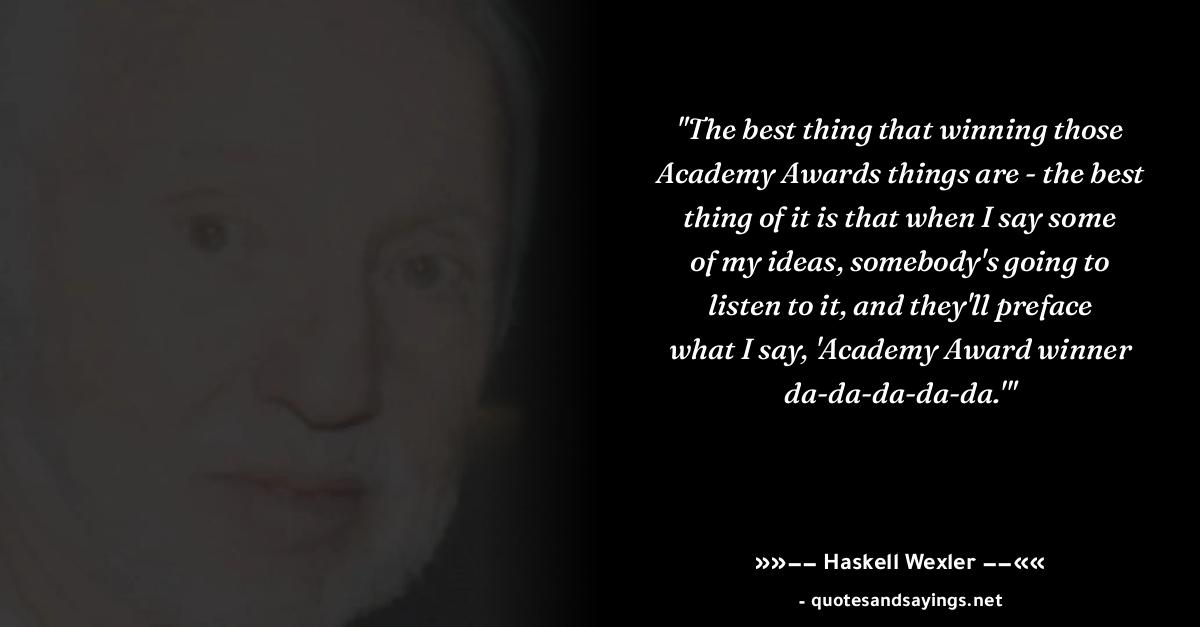 "The best thing that winning those
Academy Awards things are - the best
thing of it is that when I say some
of my ideas, somebody's going to
listen to it, and they'll preface
what I say, 'Academy Award winner
da-da-da-da-da.'"
»»–– Haskell Wexler ––««
- quotesandsayings.net